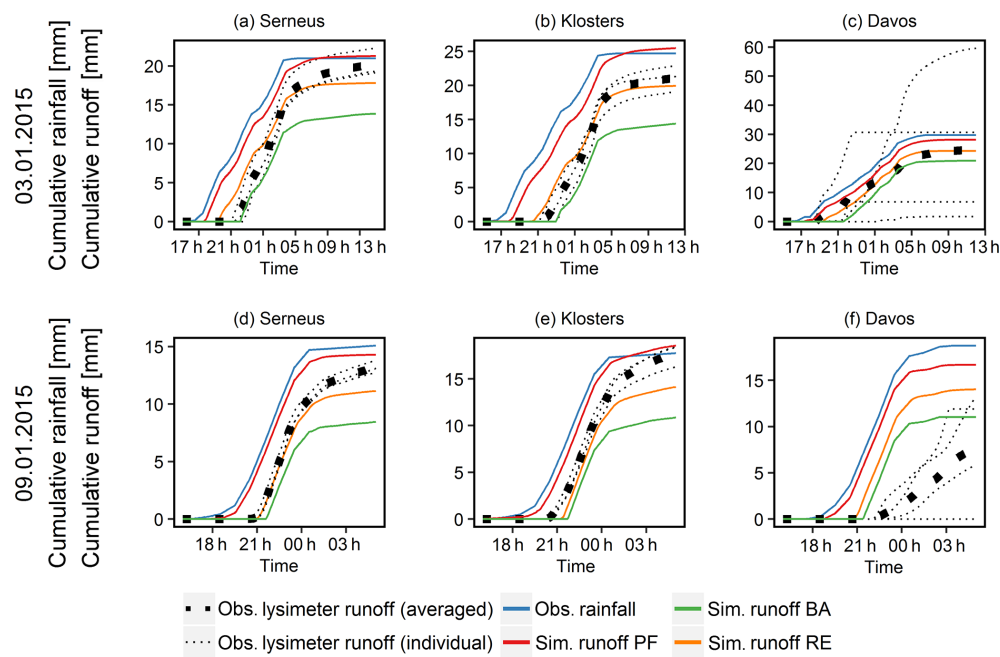 (a) Serneus
(b) Klosters
(c) Davos
03.01.2015
Cumulative rainfall [mm]
Cumulative runoff [mm]
20
15
10
5
0
17 h 21 h 01 h 05 h 09 h 13 h
Time
25
20
15
10
5
0
17 h 21 h 01 h 05 h 09 h 13 h
Time
60
50
40
30
20
10
0
17 h 21 h 01 h 05 h 09 h 13 h
Time
(d) Serneus
(e) Klosters
(f) Davos
09.01.2015
Cumulative rainfall [mm]
Cumulative runoff [mm]
15
10
5
0
18 h 21 h 00 h 03 h
Time
15
10
5
0
18 h 21 h 00 h 03 h
Time
15
10
5
0
18 h 21 h 00 h 03 h
Time
Obs. lysimeter runoff (averaged)
Obs. rainfall
Sim. runoff BA
Obs. lysimeter runoff (individual)
Sim. runoff PF
Sim. runoff RE